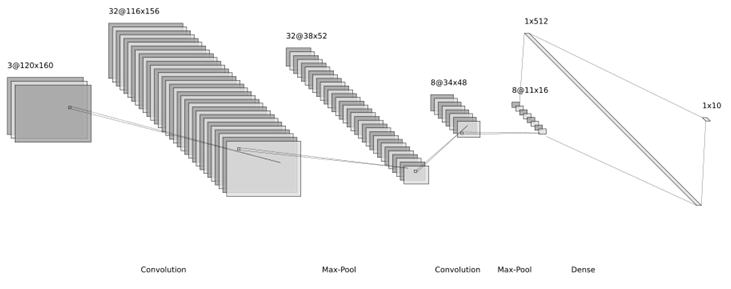 1x512
32@116x156
32@38x52
3@120x160
8@34x48
8@11x16
1x10
Convolution Max-Pool Convolution Max-Pool Dense